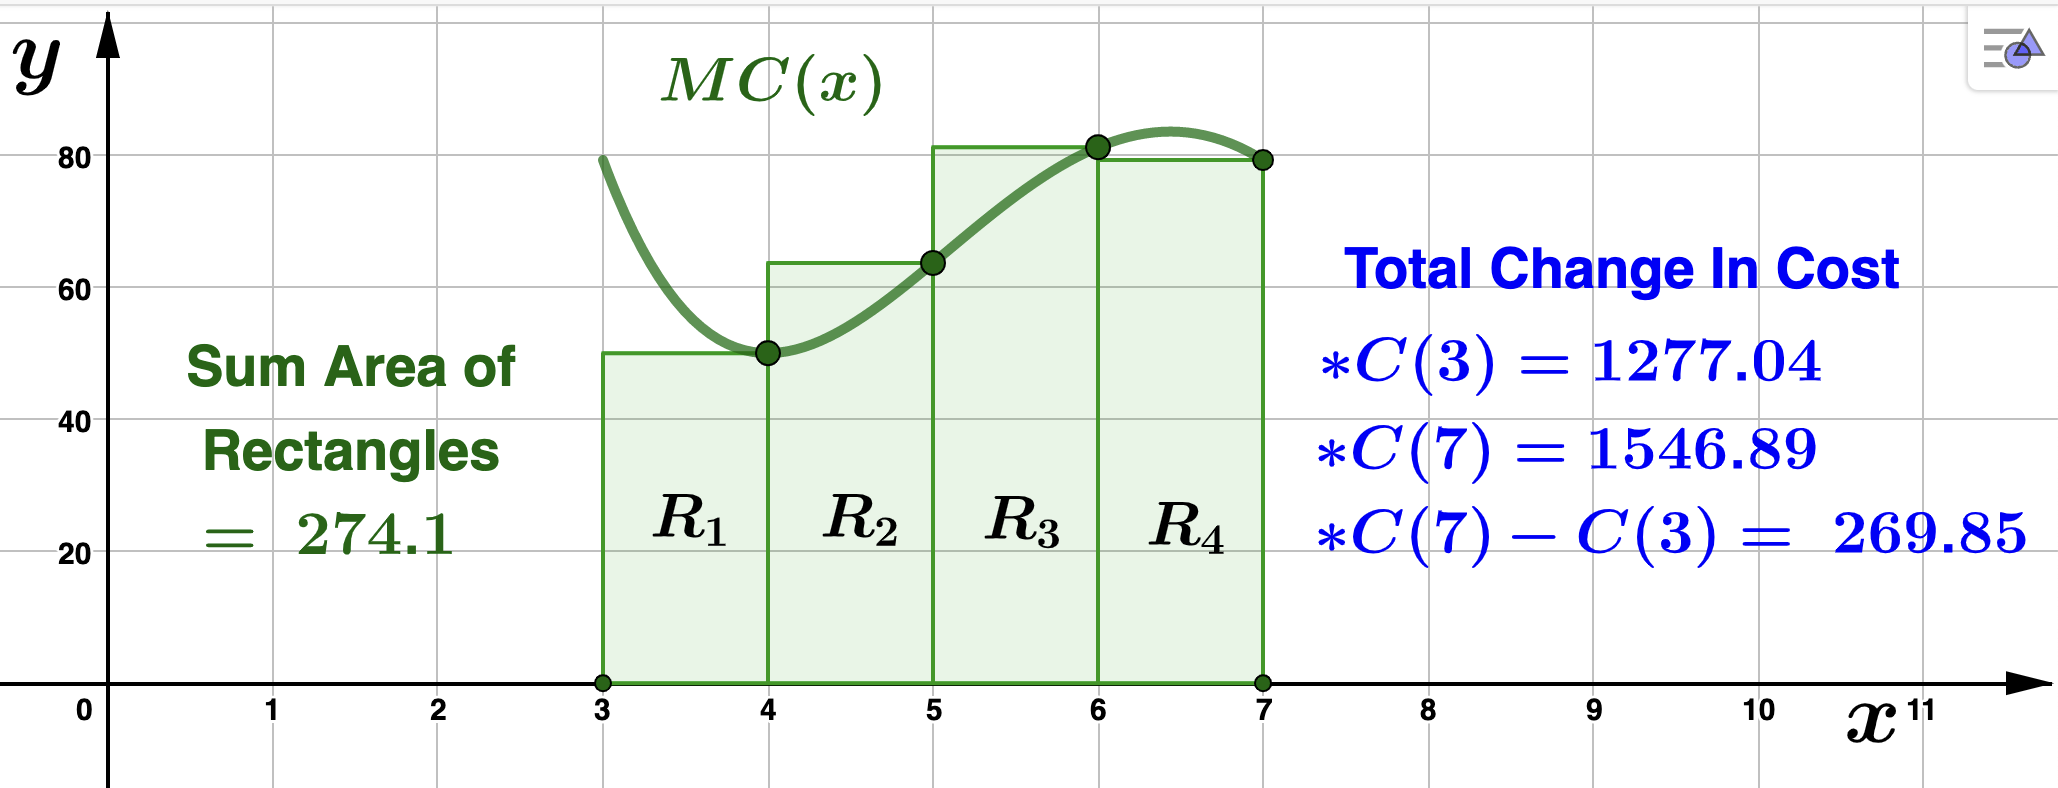 y
MC(x)
80
60
40
20
Sum Area of
Rectangles
= 274.1
R₁ R₂ R₃ R₄
Total Change In Cost
*C(3) = 1277.04
*C(7) = 1546.89
*C(7) − C(3) = 269.85
0 1 2 3 4 5 6 7 8 9 10 11
x